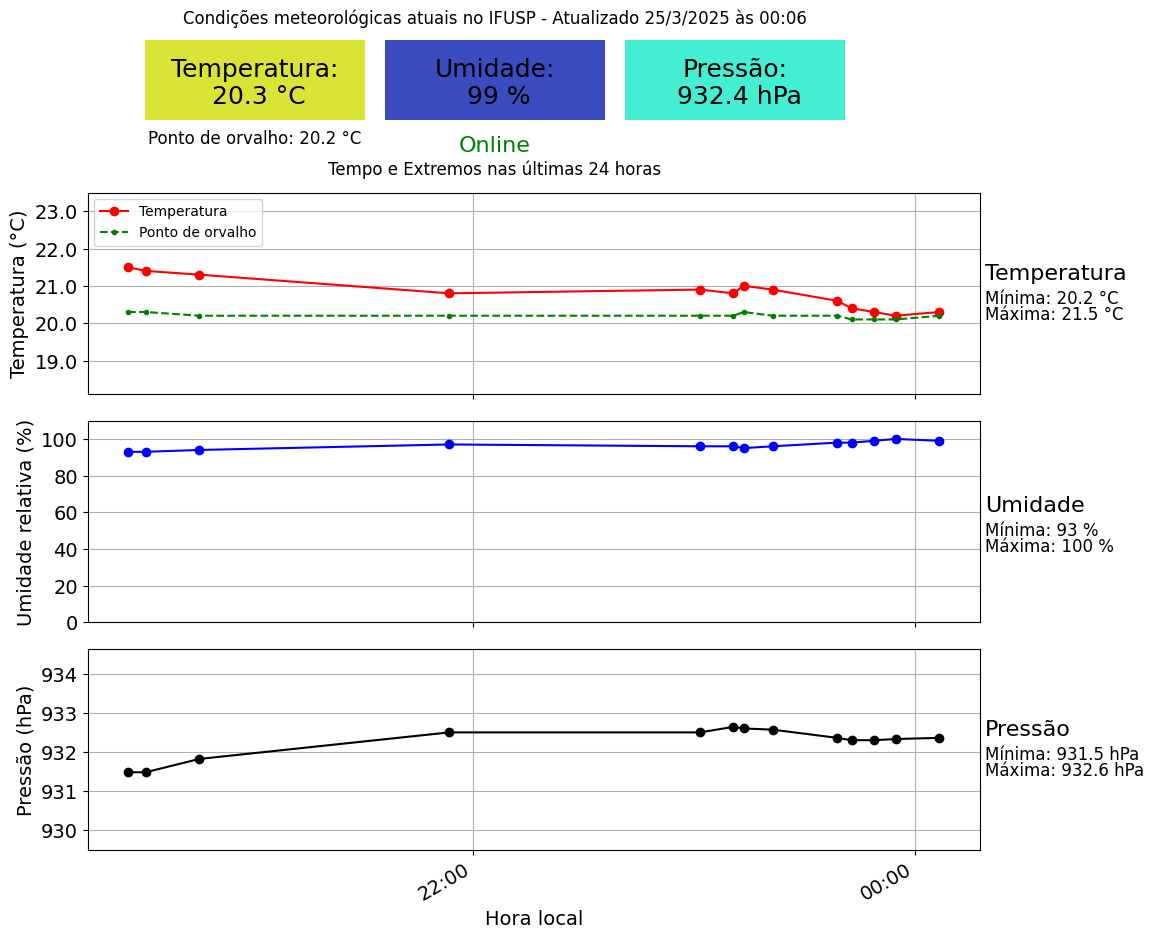 Condições meteorológicas atuais no IFUSP - Atualizado 25/3/2025 às 00:06
Temperatura:
20.3 °C
Umidade:
99 %
Pressão:
932.4 hPa
Ponto de orvalho: 20.2 °C
Online
Tempo e Extremos nas últimas 24 horas
Temperatura (°C)
23.0
22.0
21.0
20.0
19.0
Temperatura
Ponto de orvalho
Temperatura
Mínima: 20.2 °C
Máxima: 21.5 °C
Umidade relativa (%)
100
80
60
40
20
0
Umidade
Mínima: 93 %
Máxima: 100 %
Pressão (hPa)
934
933
932
931
930
Pressão
Mínima: 931.5 hPa
Máxima: 932.6 hPa
22:00
00:00
Hora local